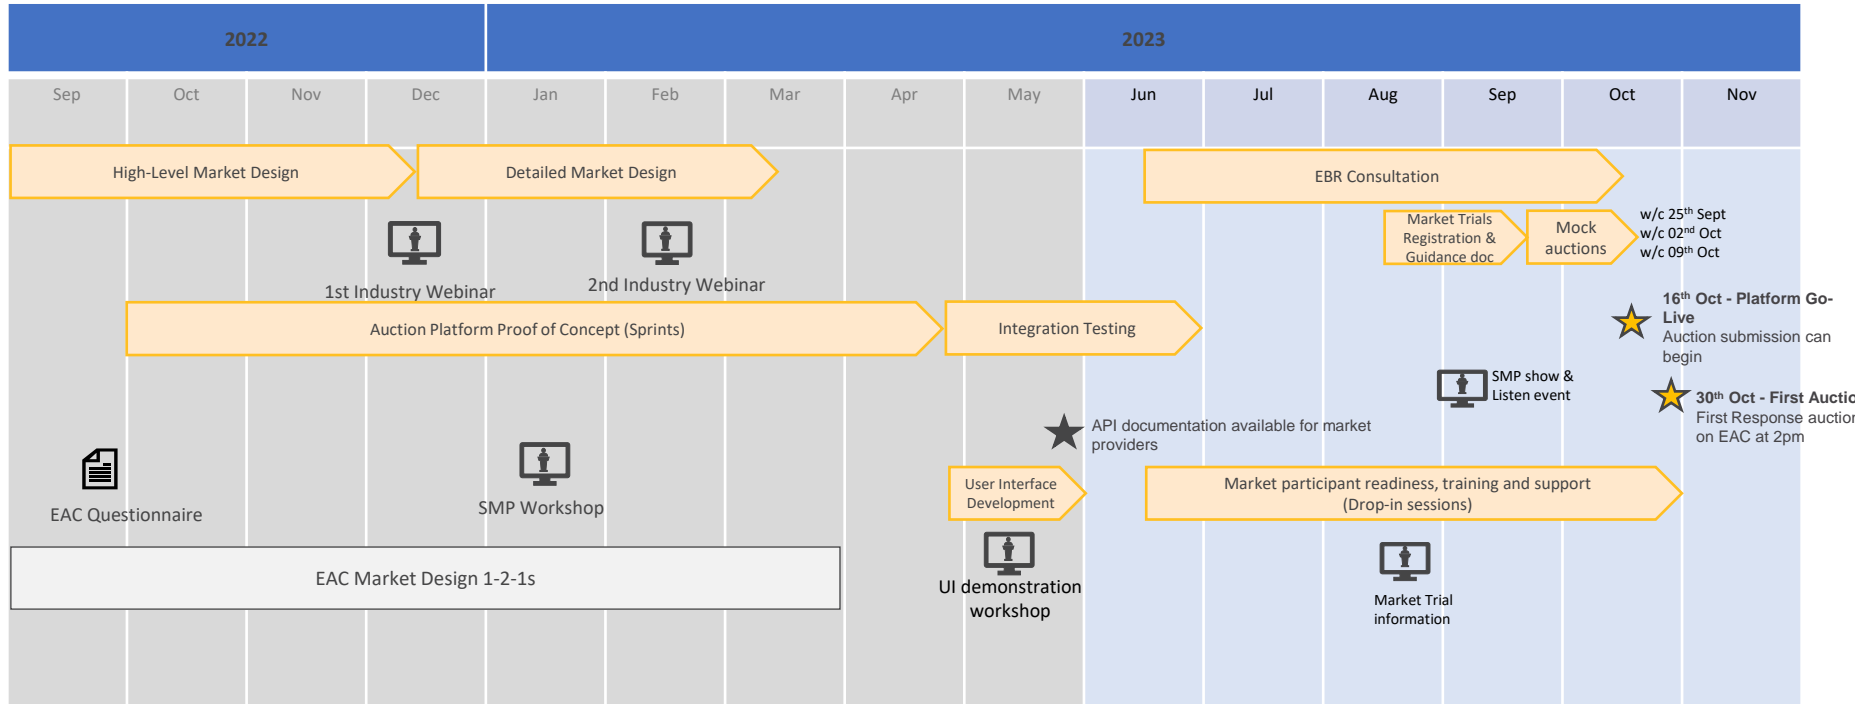 2022
2023
Sep
Oct
Nov
Dec
Jan
Feb
Mar
Apr
May
Jun
Jul
Aug
Sep
Oct
Nov
High-Level Market Design
Detailed Market Design
EBR Consultation
Market Trials
Registration &
Guidance doc
Mock
auctions
w/c 25th Sept
w/c 02nd Oct
w/c 09th Oct
1st Industry Webinar
2nd Industry Webinar
Auction Platform Proof of Concept (Sprints)
Integration Testing
16th Oct - Platform Go-
Live
Auction submission can
begin
SMP show &
Listen event
30th Oct - First Auctio
First Response auction
on EAC at 2pm
API documentation available for market
providers
EAC Questionnaire
SMP Workshop
User Interface
Development
Market participant readiness, training and support
(Drop-in sessions)
EAC Market Design 1-2-1s
UI demonstration
workshop
Market Trial
information